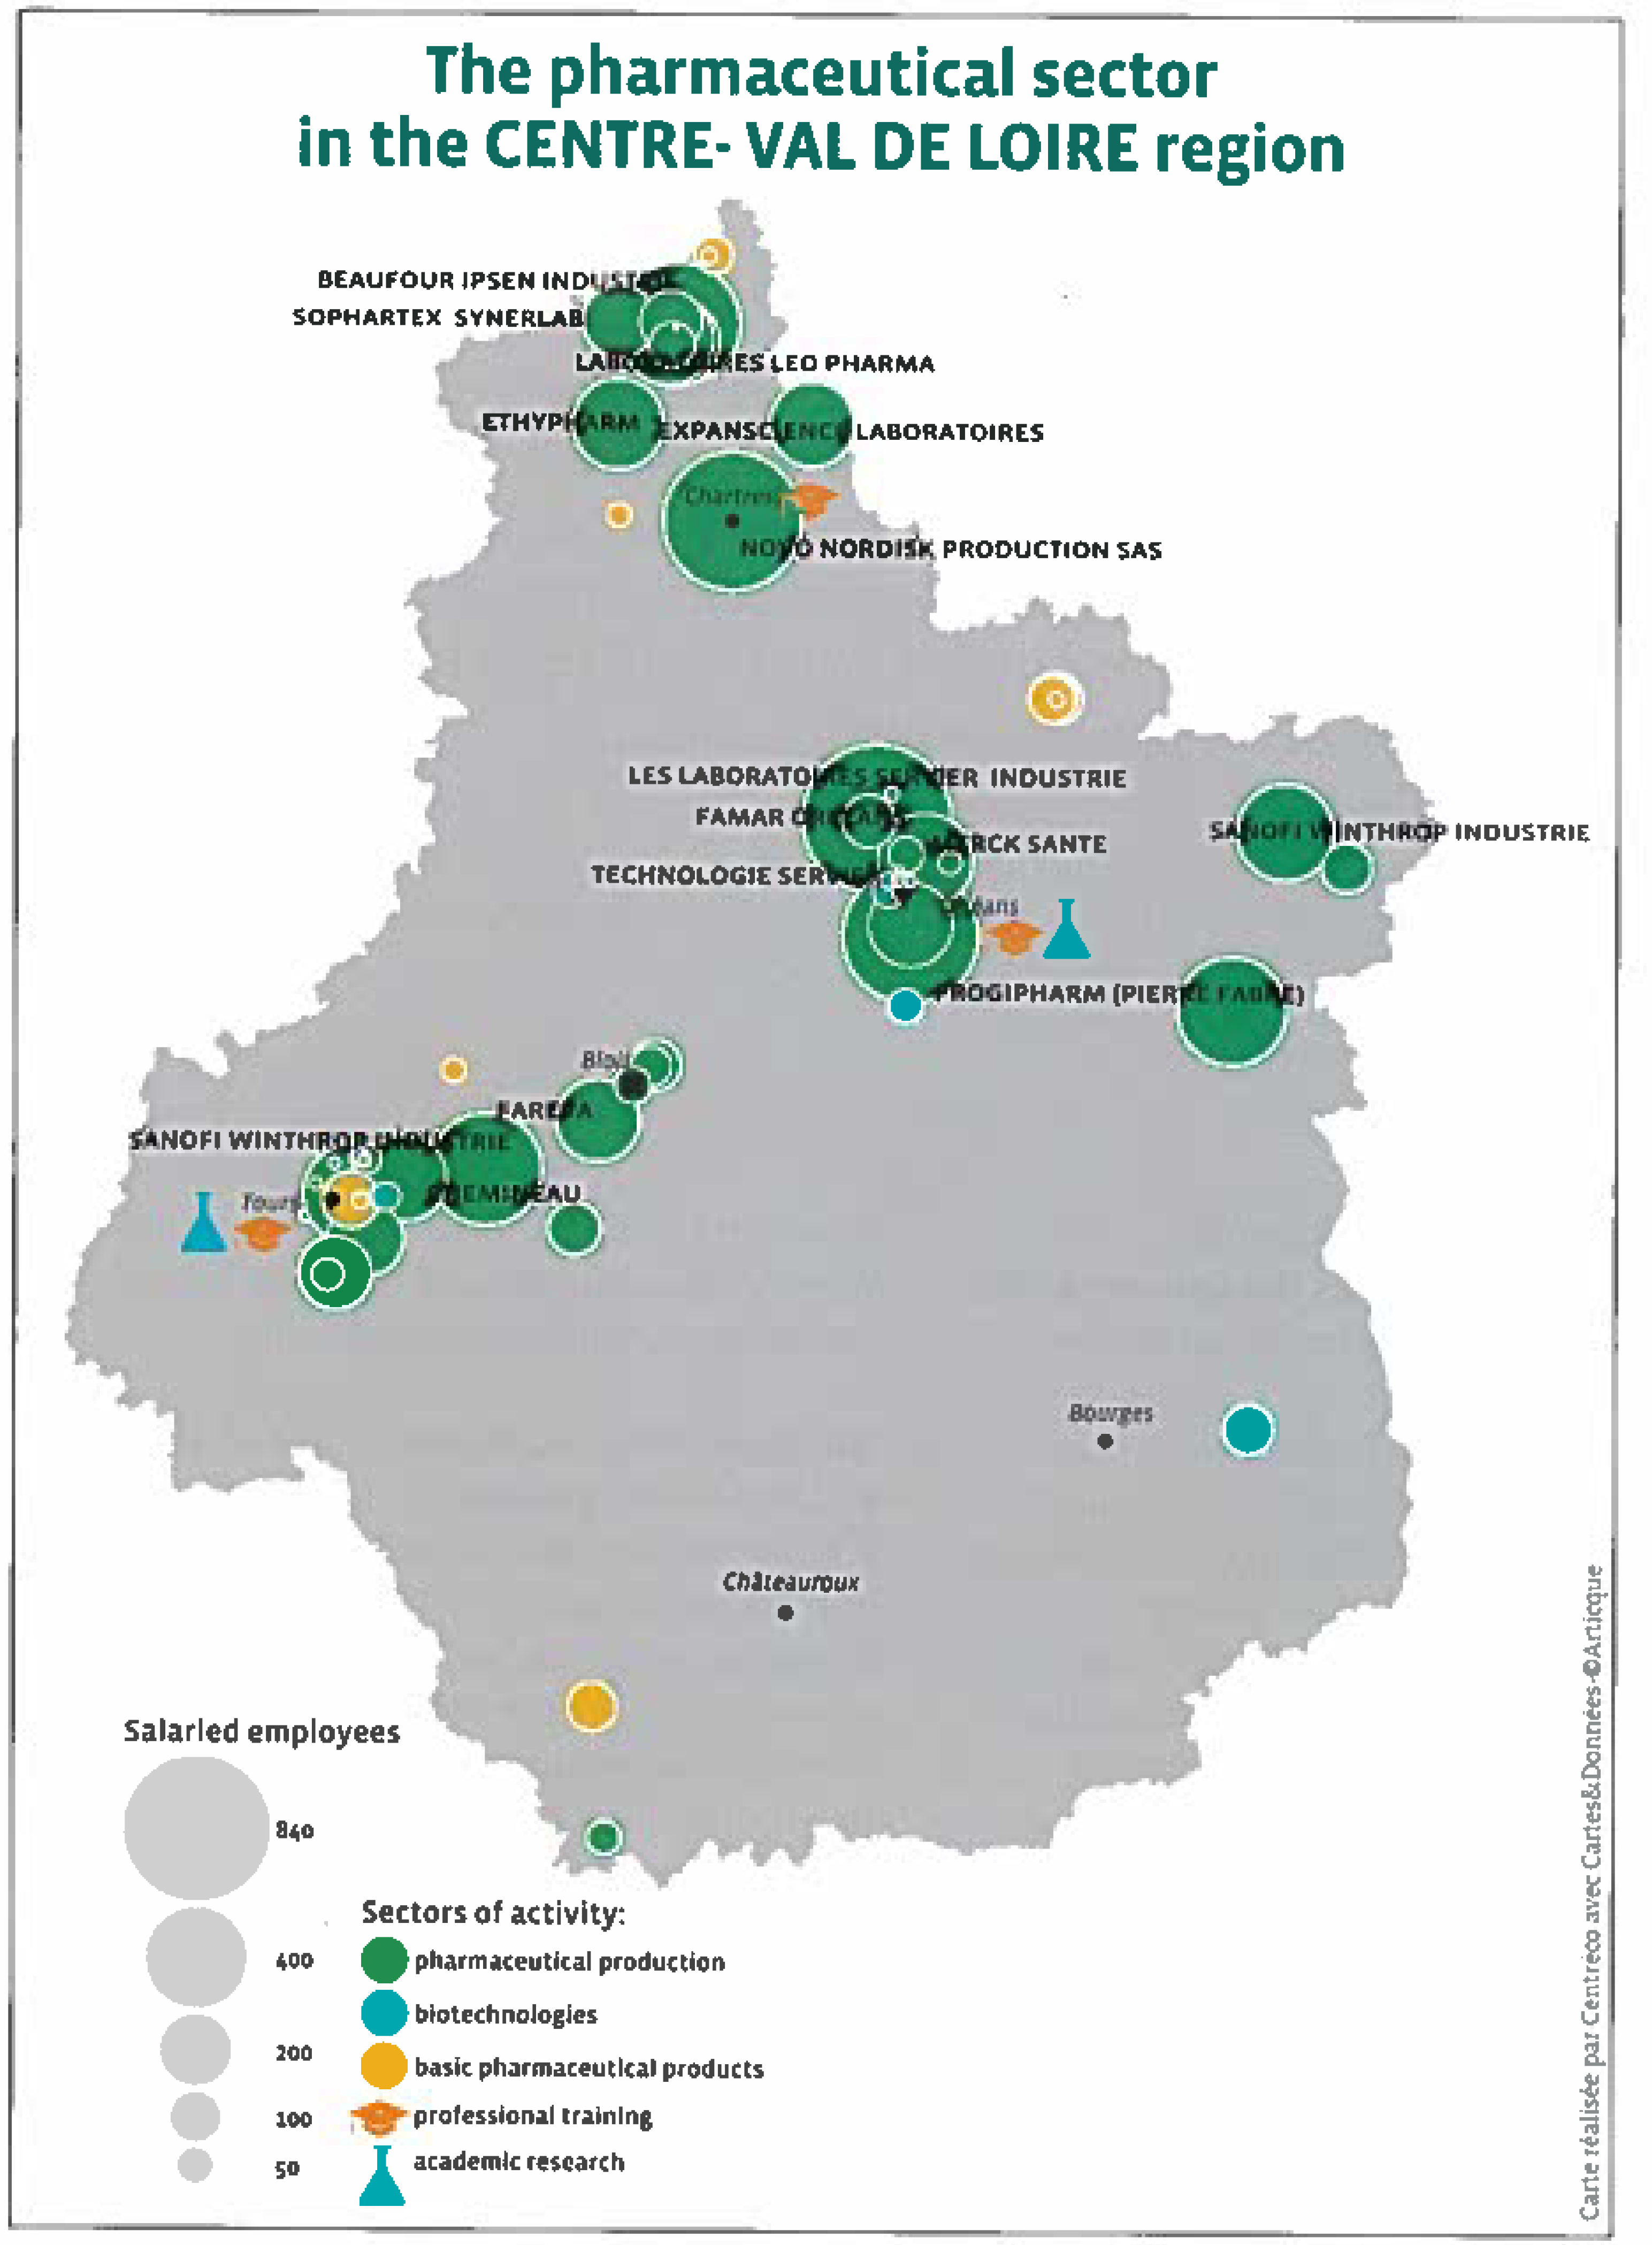 The pharmaceutical sector
in the CENTRE- VAL DE LOIRE region
BEAUFOUR IPSEN INDUSTRIE
SOPHARTEX SYNERLAB
LABORATOIRES LEO PHARMA
ETHYPHARM
EXPANSCIENCE LABORATOIRES
Chartres
NOVO NORDISK PRODUCTION SAS
LES LABORATOIRES SERVIER INDUSTRIE
FAMAR ORLEANS
MERCK SANTE
SANOFI WINTHROP INDUSTRIE
TECHNOLOGIE SERVIER
Orléans
PROGIPHARM (PIERRE FABRE)
Blois
FAREVA
SANOFI WINTHROP INDUSTRIE
CHEMINEAU
Tours
Bourges
Châteauroux
Salaried employees
840
400
200
100
50
Sectors of activity:
pharmaceutical production
biotechnologies
basic pharmaceutical products
professional training
academic research
Carte réalisée par Centréco avec Cartes&Données-©Articque